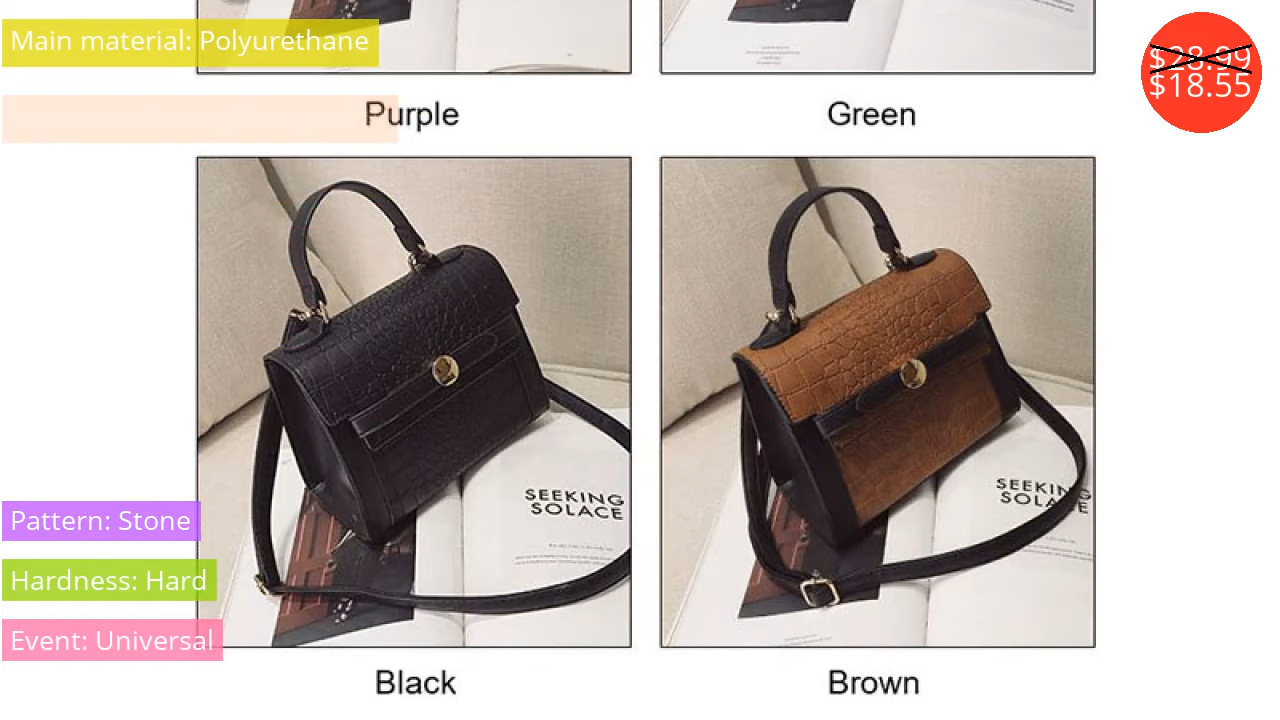 Main material: Polyurethane
$28.99
$18.55
Purple
Green
SEEKING
SOLACE
SEEKING
SOLACE
Pattern: Stone
Hardness: Hard
Event: Universal
Black
Brown